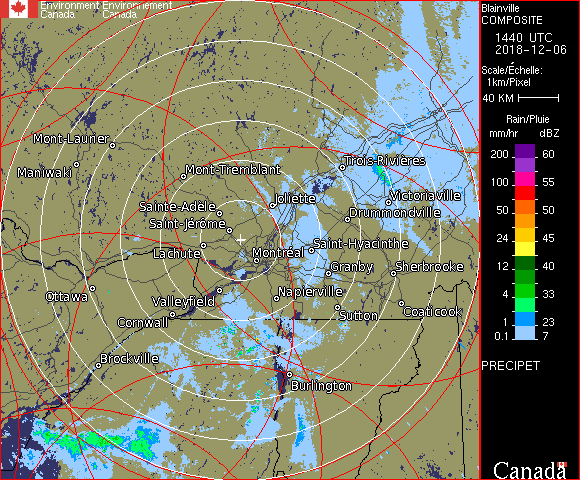 Environment Environnement
Canada Canada
Blainville
COMPOSITE
1440 UTC
2018-12-06
Scale/Échelle:
1km/Pixel
40 KM
Rain/Pluie
mm/hr dBZ
200 60
150 57
100 55
50 50
24 45
12 40
4 33
1 23
0.1 7
PRECIPET
Canada
Mont-Laurier
Maniwaki
Mont-Tremblant
Trois-Rivières
Joliette
Victoriaville
Sainte-Adèle
Drummondville
Saint-Jérôme
Saint-Hyacinthe
Lachute
Montréal
Granby
Sherbrooke
Ottawa
Valleyfield
Napierville
Coaticook
Cornwall
Sutton
Brockville
Burlington